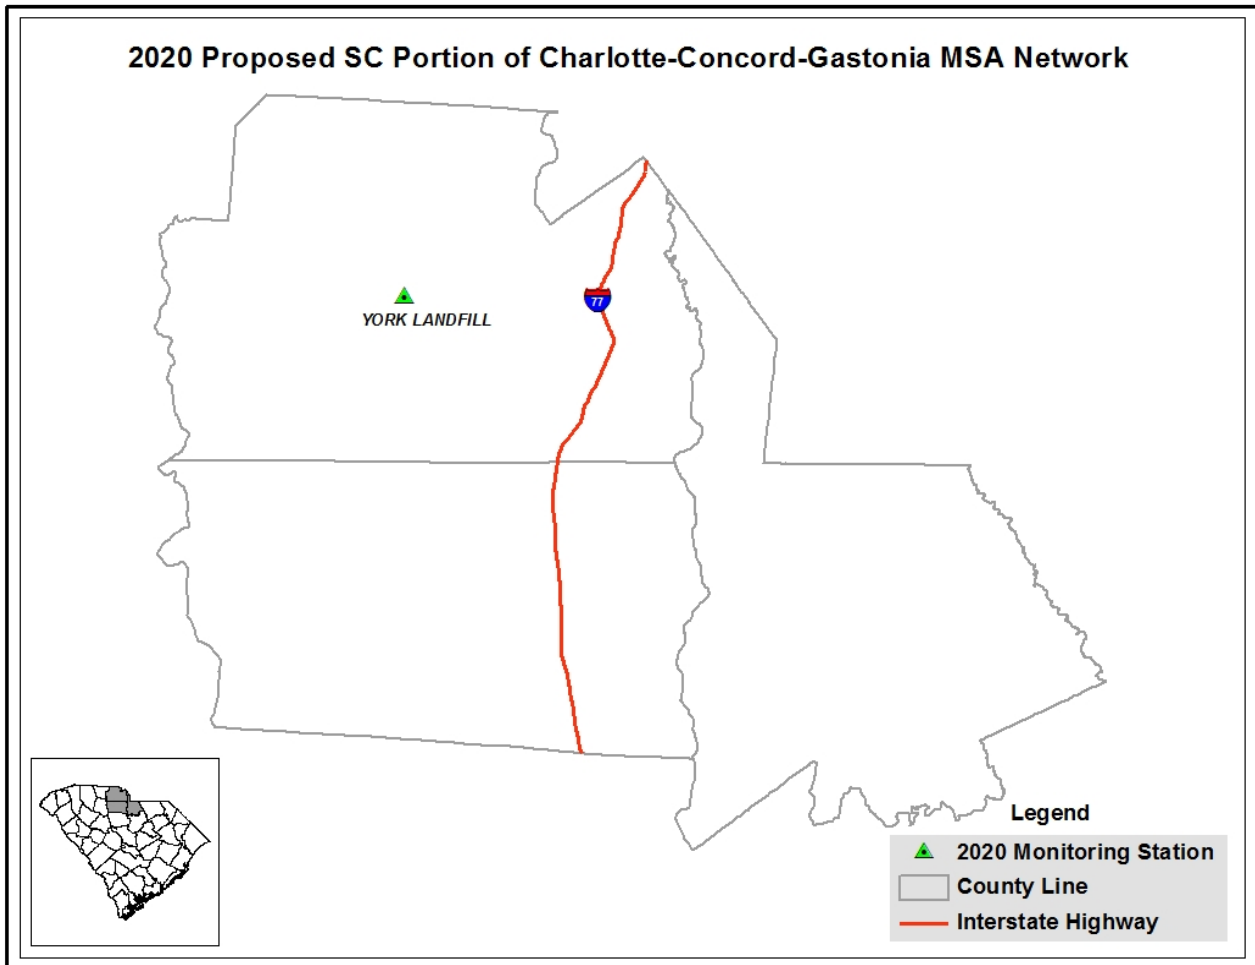 2020 Proposed SC Portion of Charlotte-Concord-Gastonia MSA Network
77
YORK LANDFILL
Legend
2020 Monitoring Station
County Line
Interstate Highway